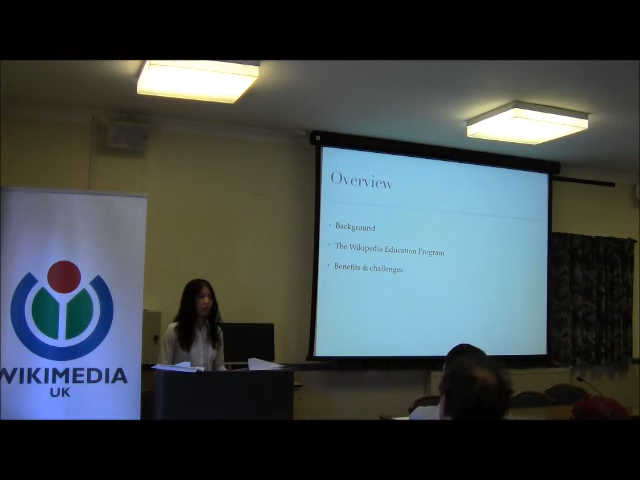 Overview
Background
The Wikipedia Education Program
Benefits & challenges
WIKIMEDIA
UK